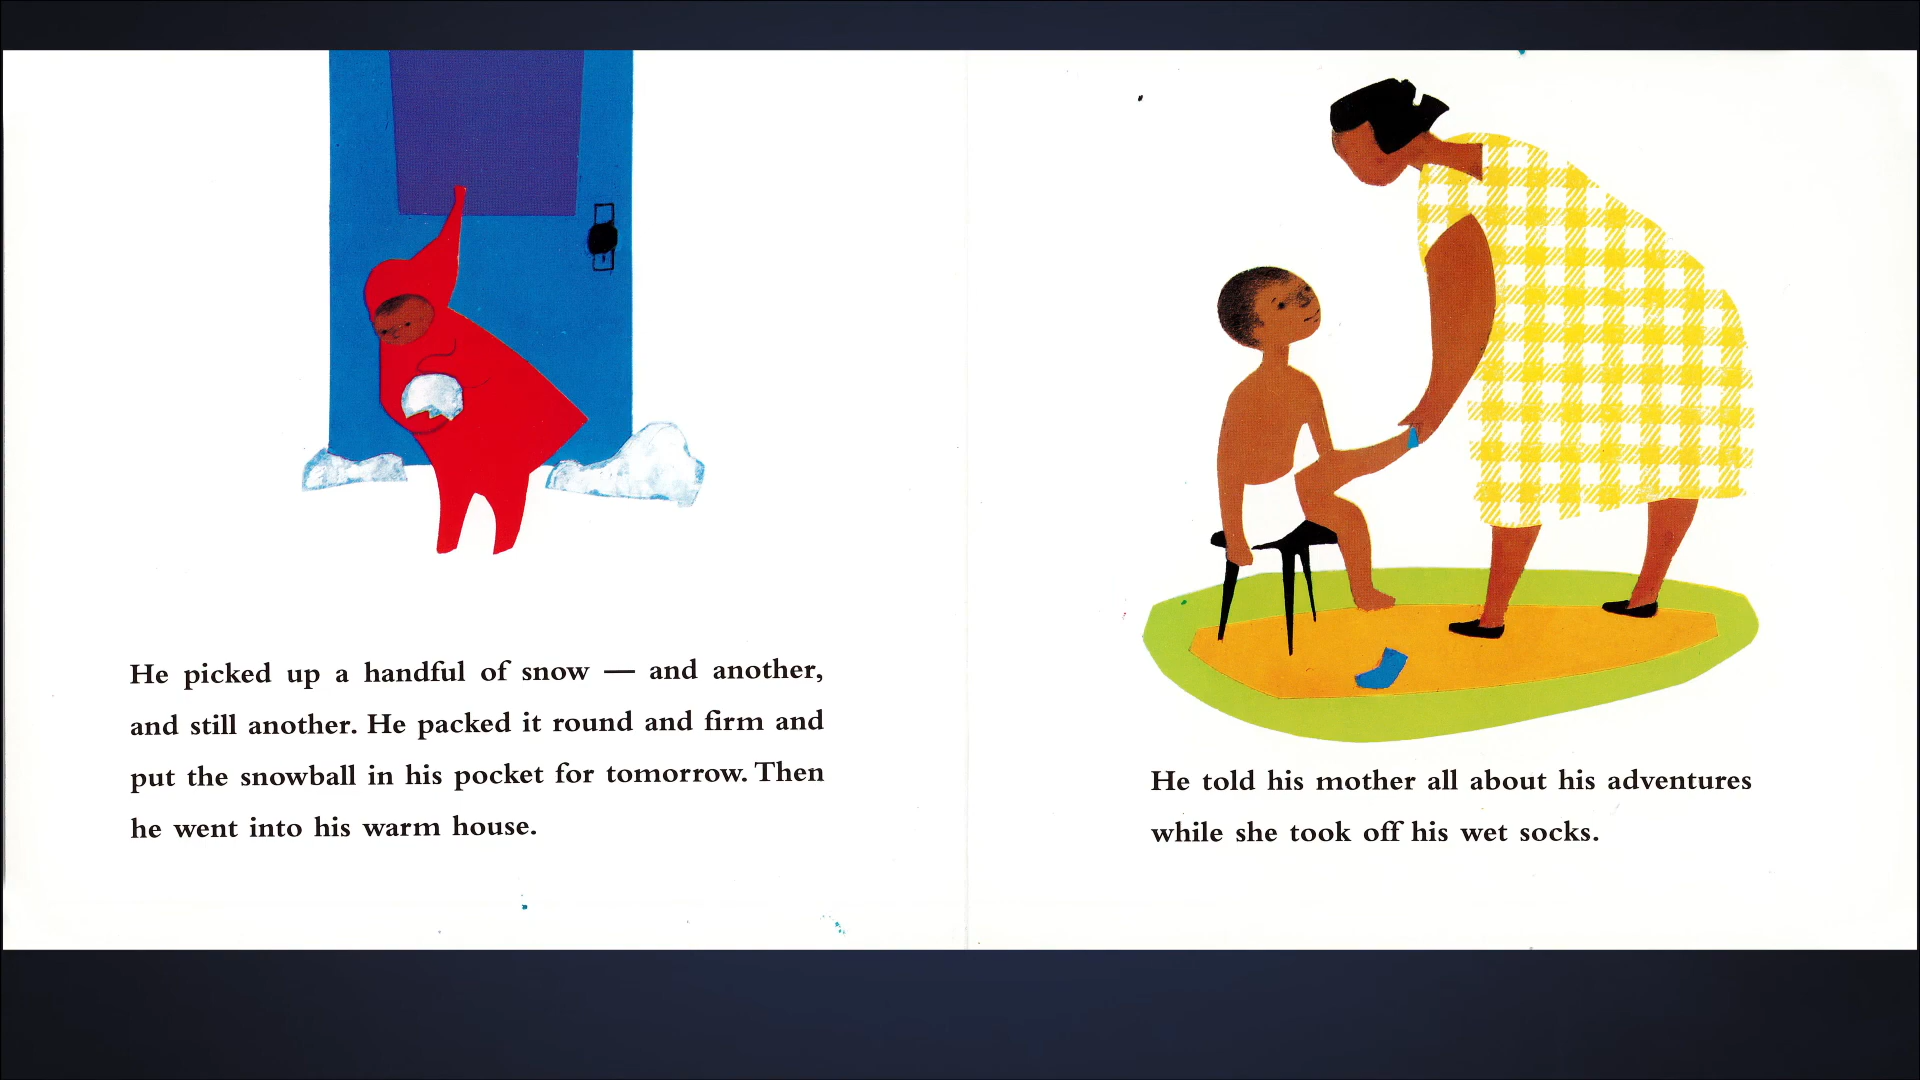 He picked up a handful of snow — and another,
and still another. He packed it round and firm and
put the snowball in his pocket for tomorrow. Then
he went into his warm house.
He told his mother all about his adventures
while she took off his wet socks.